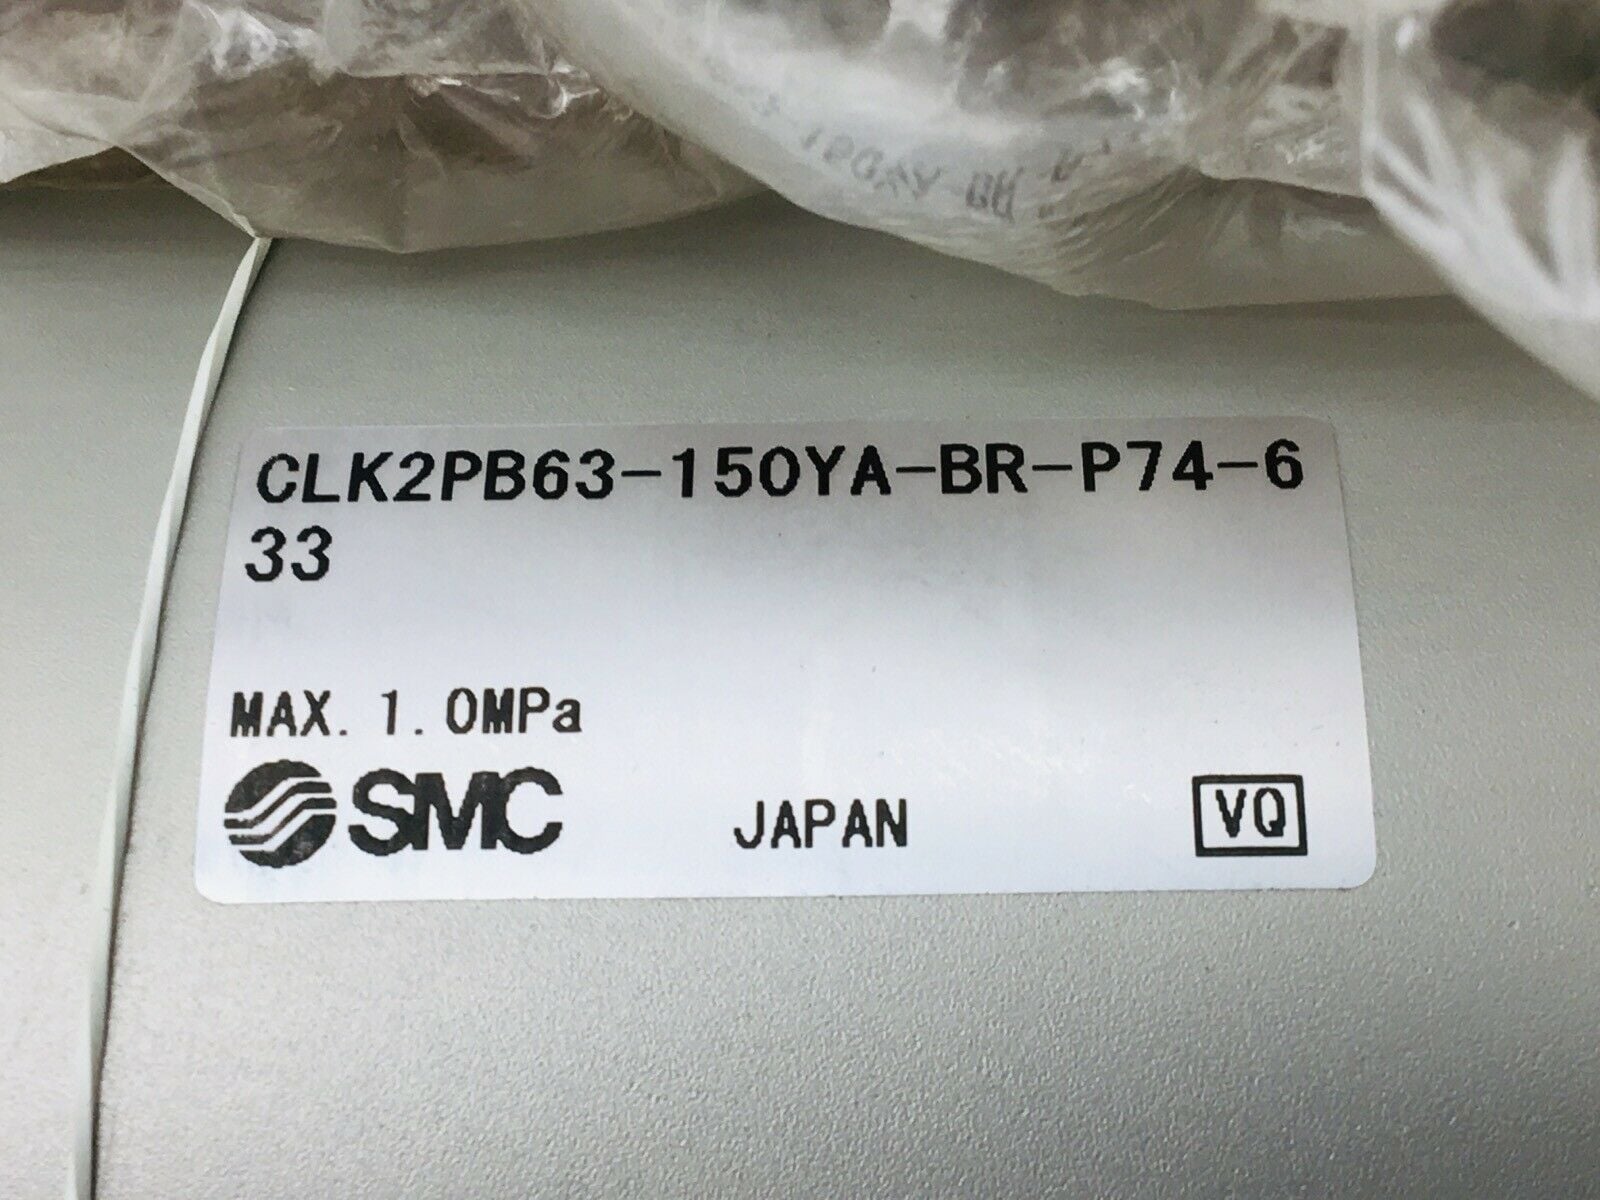 CLK2PB63-150YA-BR-P74-6
33
MAX. 1.0MPa
SMC JAPAN VQ